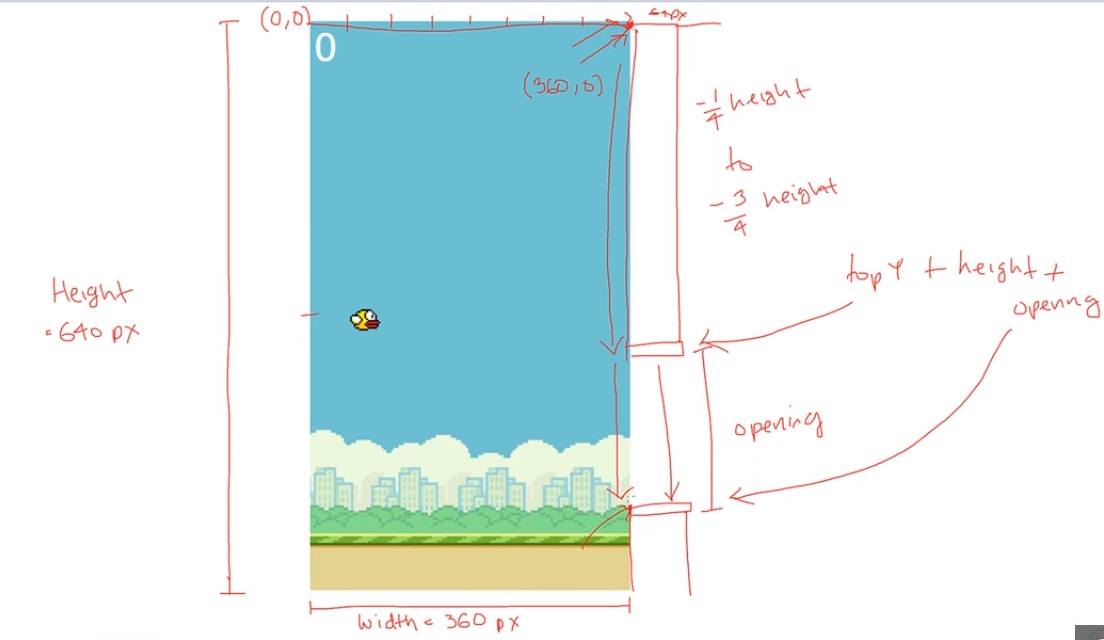 (0,0)
0
(360,0)
-1/4 height
to
-3/4 height
topY + height +
opening
Height
= 640 px
opening
width = 360 px